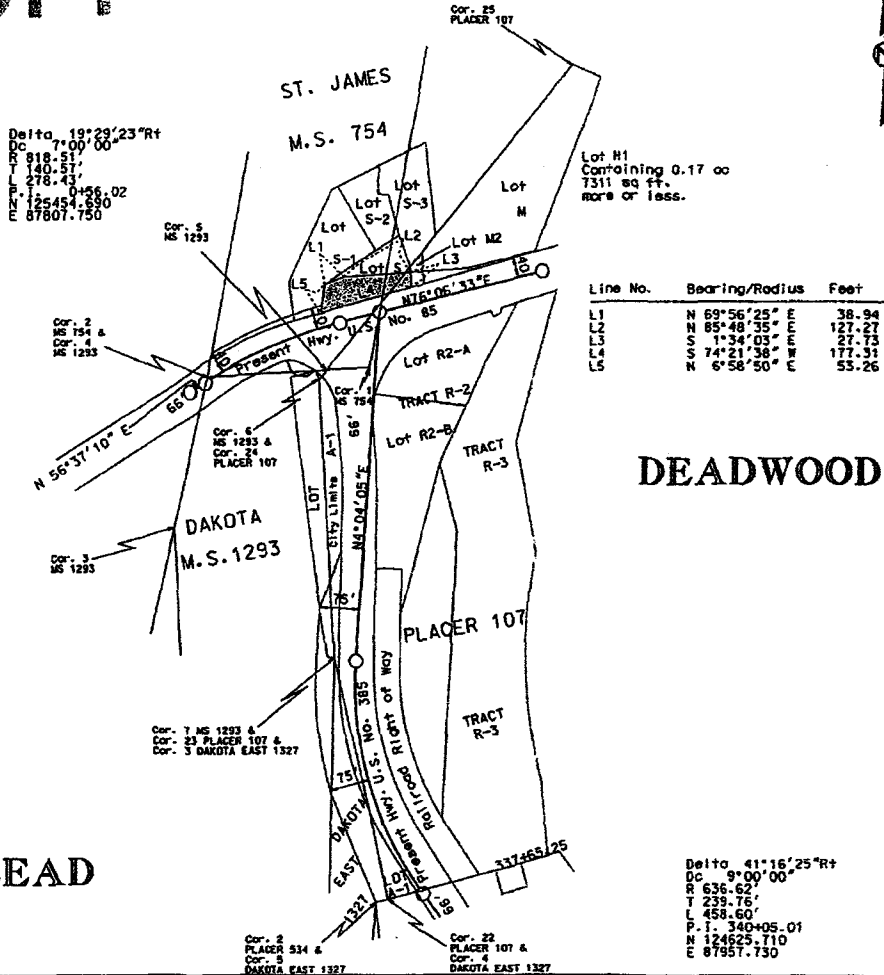 Cor. 25
PLACER 107
ST. JAMES
M.S. 754
Delta 19°29'23"Rt
Dc 7°00'00"
R 818.51'
T 140.57'
L 278.43'
P.I. 0+56.02
N 125454.690
E 87807.750
Lot H1
Containing 0.17 ac
7311 sq ft.
more or less.
Cor. 5
MS 1293
Lot
S-3
Lot
S-2
Lot
S-1
Lot
M
Lot M2
L1
L2
L3
Lot S
L4
L5
N76°06'33"E
40
40
40
Line No. Bearing/Radius Feet
L1 N 69°56'25" E 38.94
L2 N 85°48'35" E 127.27
L3 S 1°34'03" E 27.73
L4 S 74°21'38" W 177.31
L5 N 6°58'50" E 53.26
Cor. 2
MS 754 &
Cor. 4
MS 1293
Present Hwy. U.S. No. 85
66'
N 56°37'10" E
Cor. 1
MS 754
Lot R2-A
TRACT R-2
Lot R2-B
TRACT
R-3
Cor. 6
MS 1293 &
Cor. 24
PLACER 107
LOT A-1
City Limits
66'
N4°04'05"E
DEADWOOD
DAKOTA
M.S.1293
Cor. 3
MS 1293
75'
PLACER 107
TRACT
R-3
Cor. 7 MS 1293 &
Cor. 23 PLACER 107 &
Cor. 3 DAKOTA EAST 1327
Present Hwy. U.S. No. 385
Railroad Right of Way
75'
DAKOTA
EAST
1327
LOT
A-1
66'
337+65.25
EAD
Delta 41°16'25"Rt
Dc 9°00'00"
R 636.62'
T 239.76'
L 458.60'
P.I. 340+05.01
N 124625.710
E 87957.730
Cor. 2
PLACER 534 &
Cor. 5
DAKOTA EAST 1327
Cor. 22
PLACER 107 &
Cor. 4
DAKOTA EAST 1327